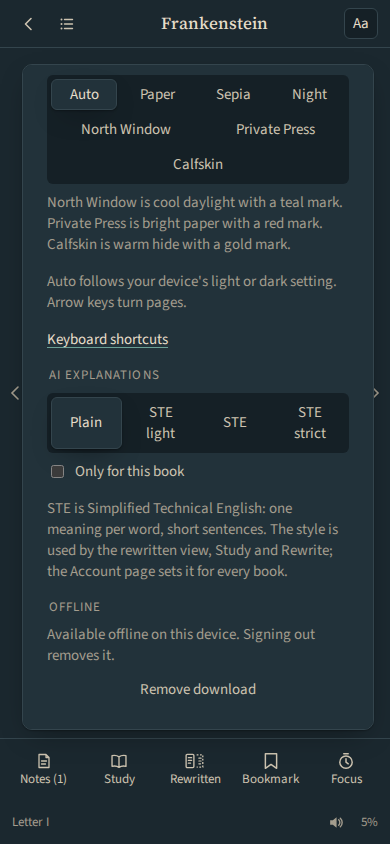 Frankenstein
Aa
Auto
Paper
Sepia
Night
North Window
Private Press
Calfskin
North Window is cool daylight with a teal mark.
Private Press is bright paper with a red mark.
Calfskin is warm hide with a gold mark.
Auto follows your device's light or dark setting.
Arrow keys turn pages.
Keyboard shortcuts
AI EXPLANATIONS
Plain
STE
light
STE
STE
strict
Only for this book
STE is Simplified Technical English: one
meaning per word, short sentences. The style is
used by the rewritten view, Study and Rewrite;
the Account page sets it for every book.
OFFLINE
Available offline on this device. Signing out
removes it.
Remove download
Notes (1)
Study
Rewritten
Bookmark
Focus
Letter I
5%